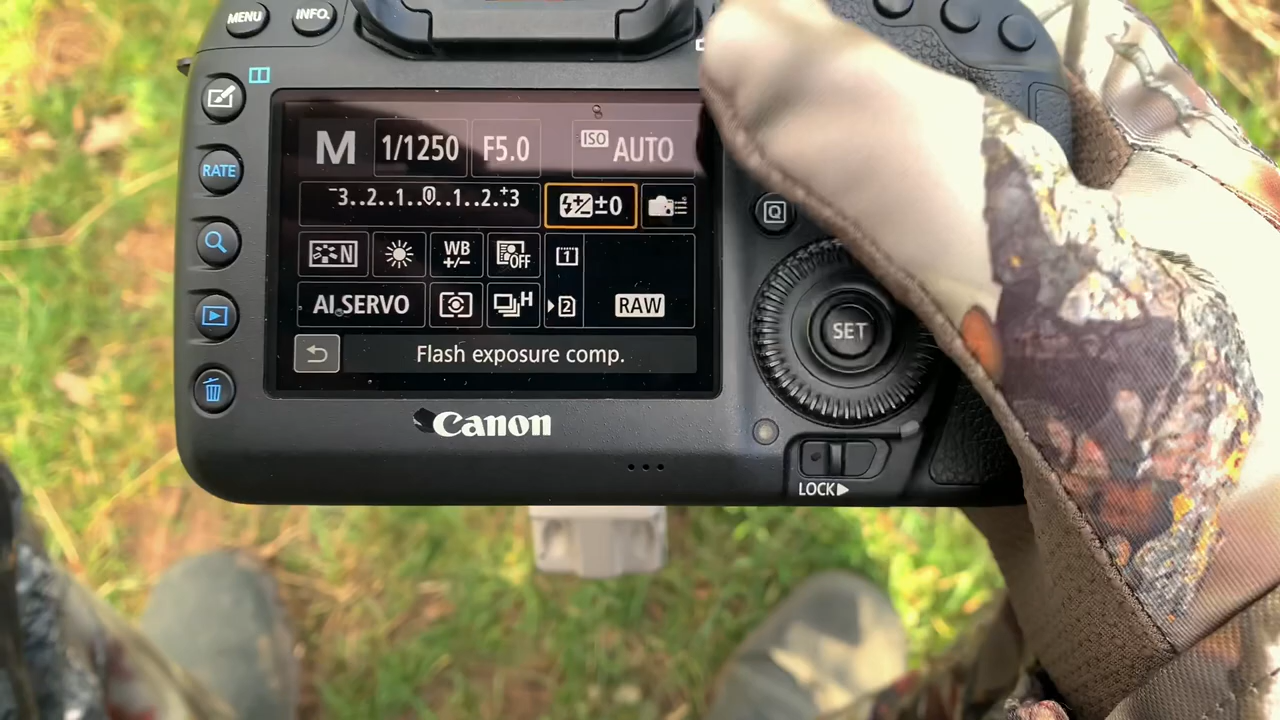 MENU INFO.
RATE
M 1/1250 F5.0 ISO AUTO
-3..2..1..0..1..2.+3 ±0
N WB +/- OFF 1
AI SERVO H 2 RAW
Flash exposure comp.
Q
SET
Canon
LOCK